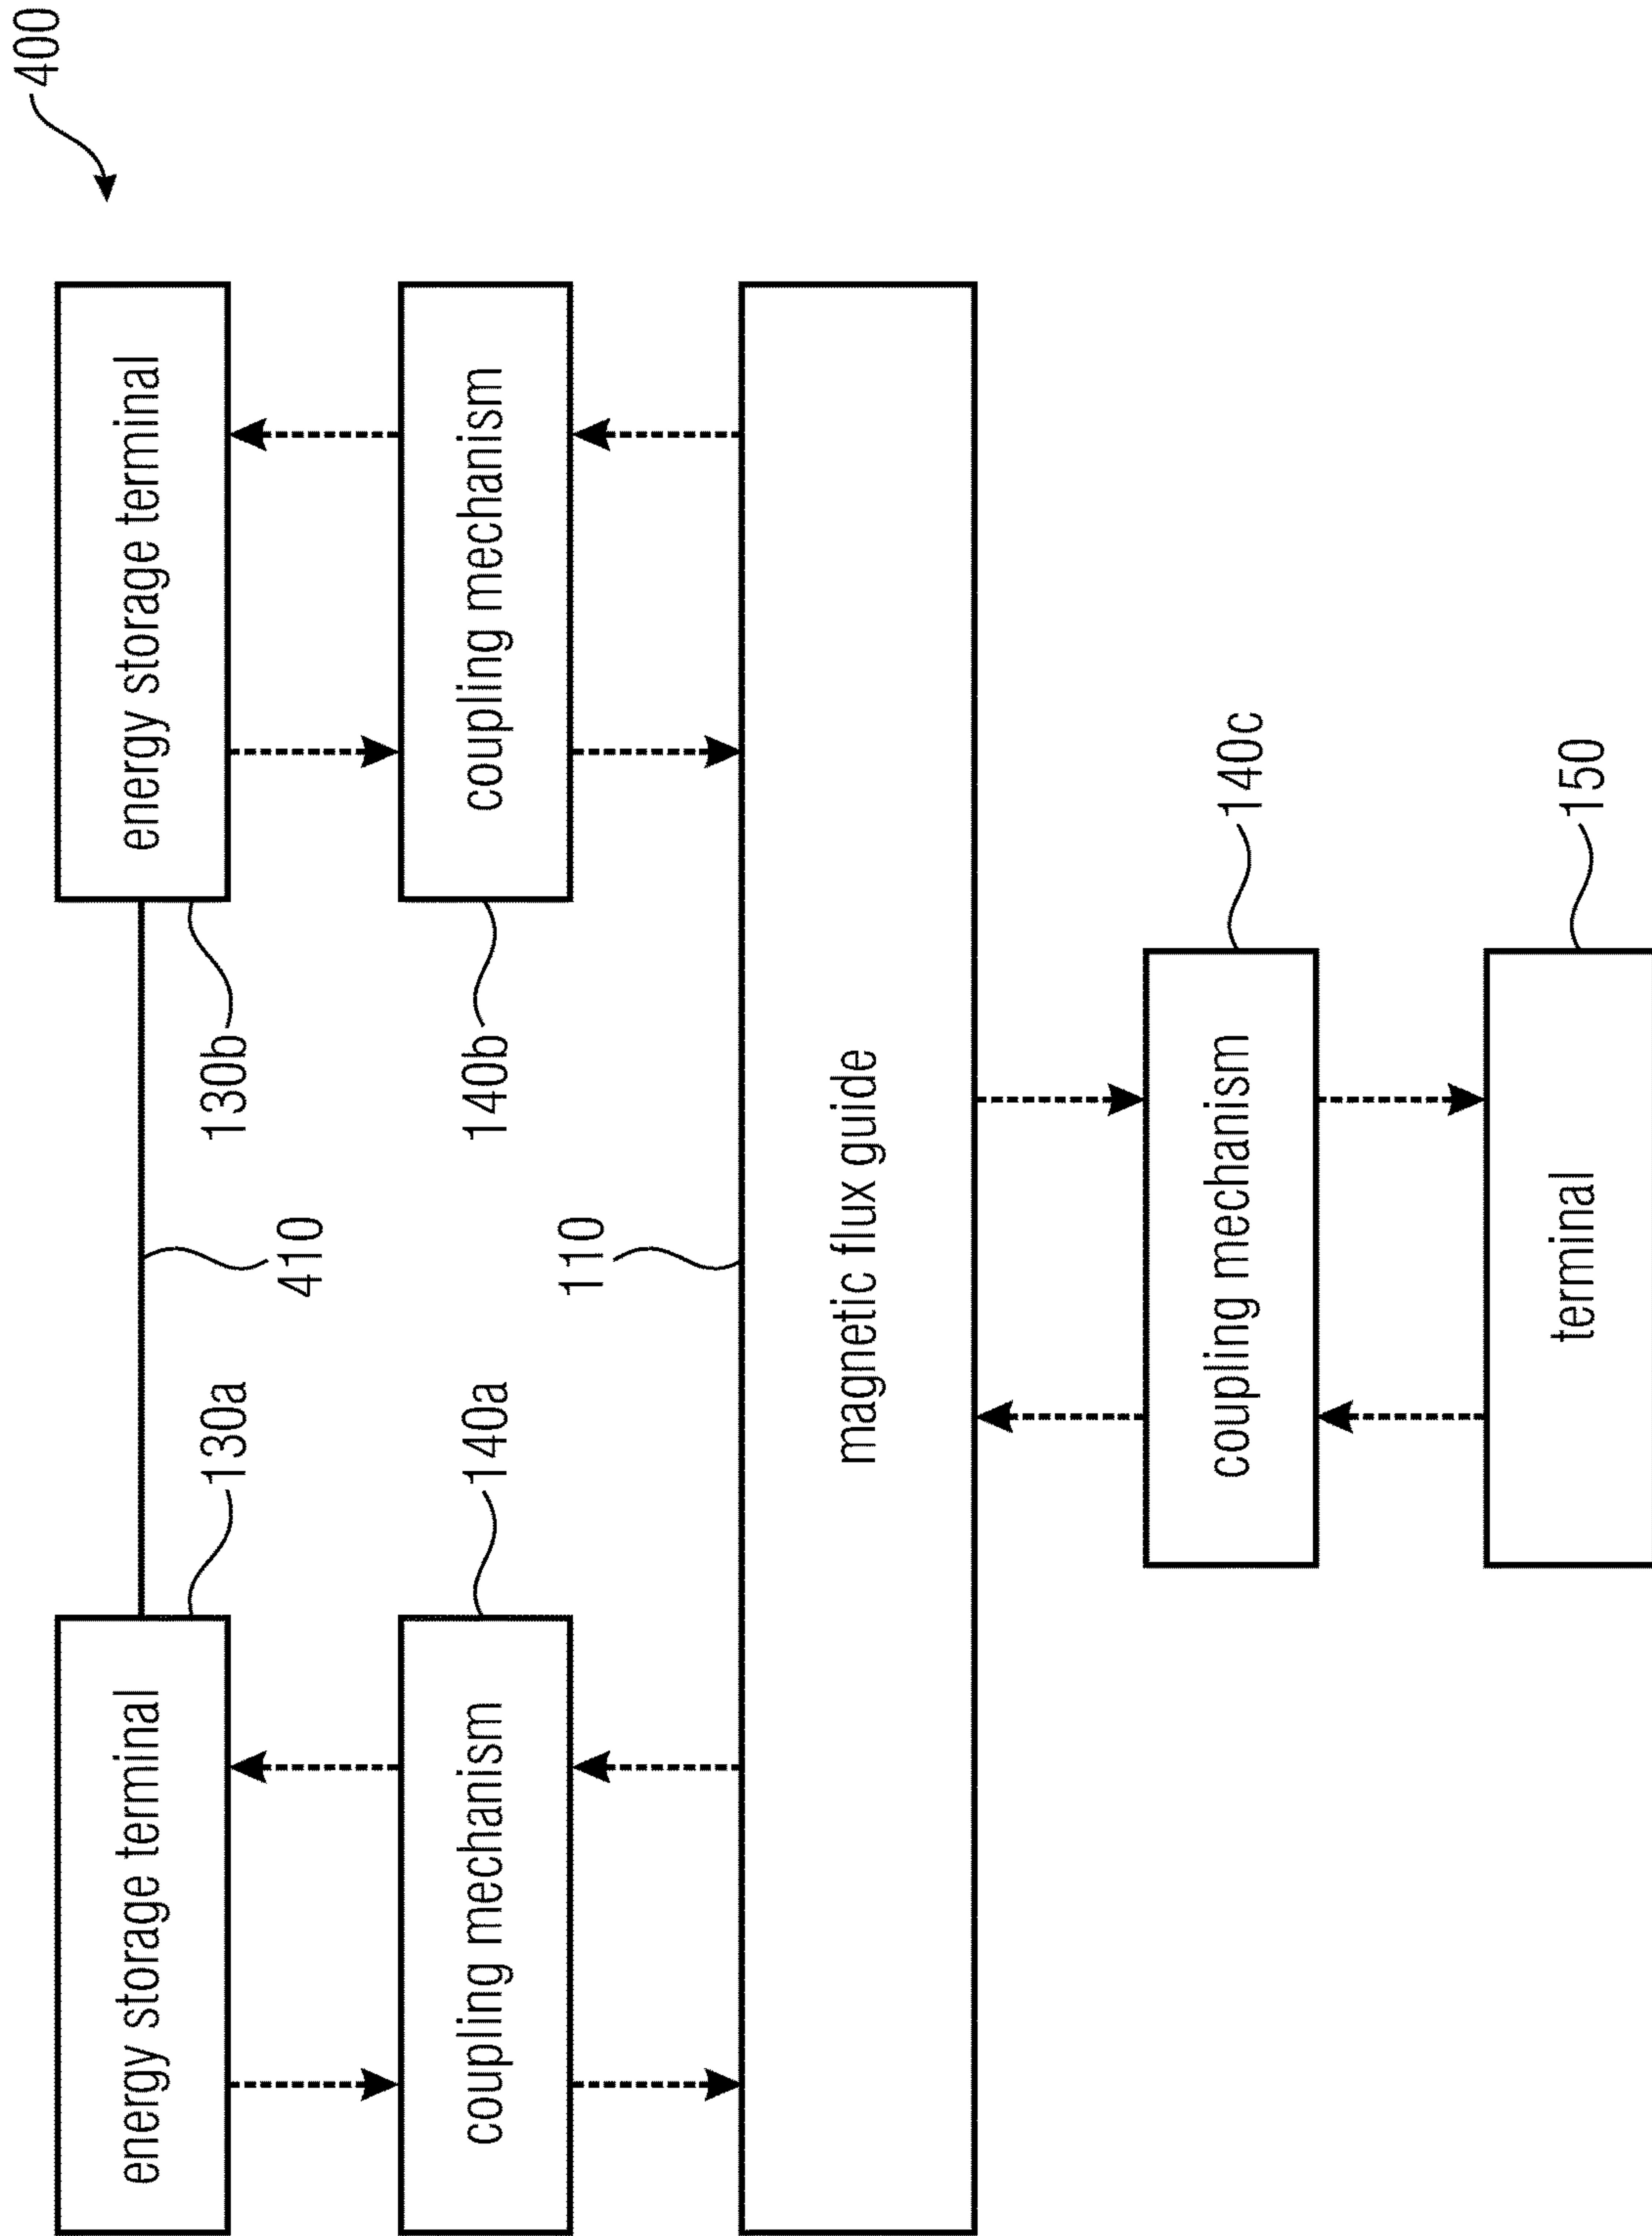 400
energy storage terminal
energy storage terminal
130a
130b
410
coupling mechanism
coupling mechanism
140a
140b
110
magnetic flux guide
coupling mechanism
140c
terminal
150